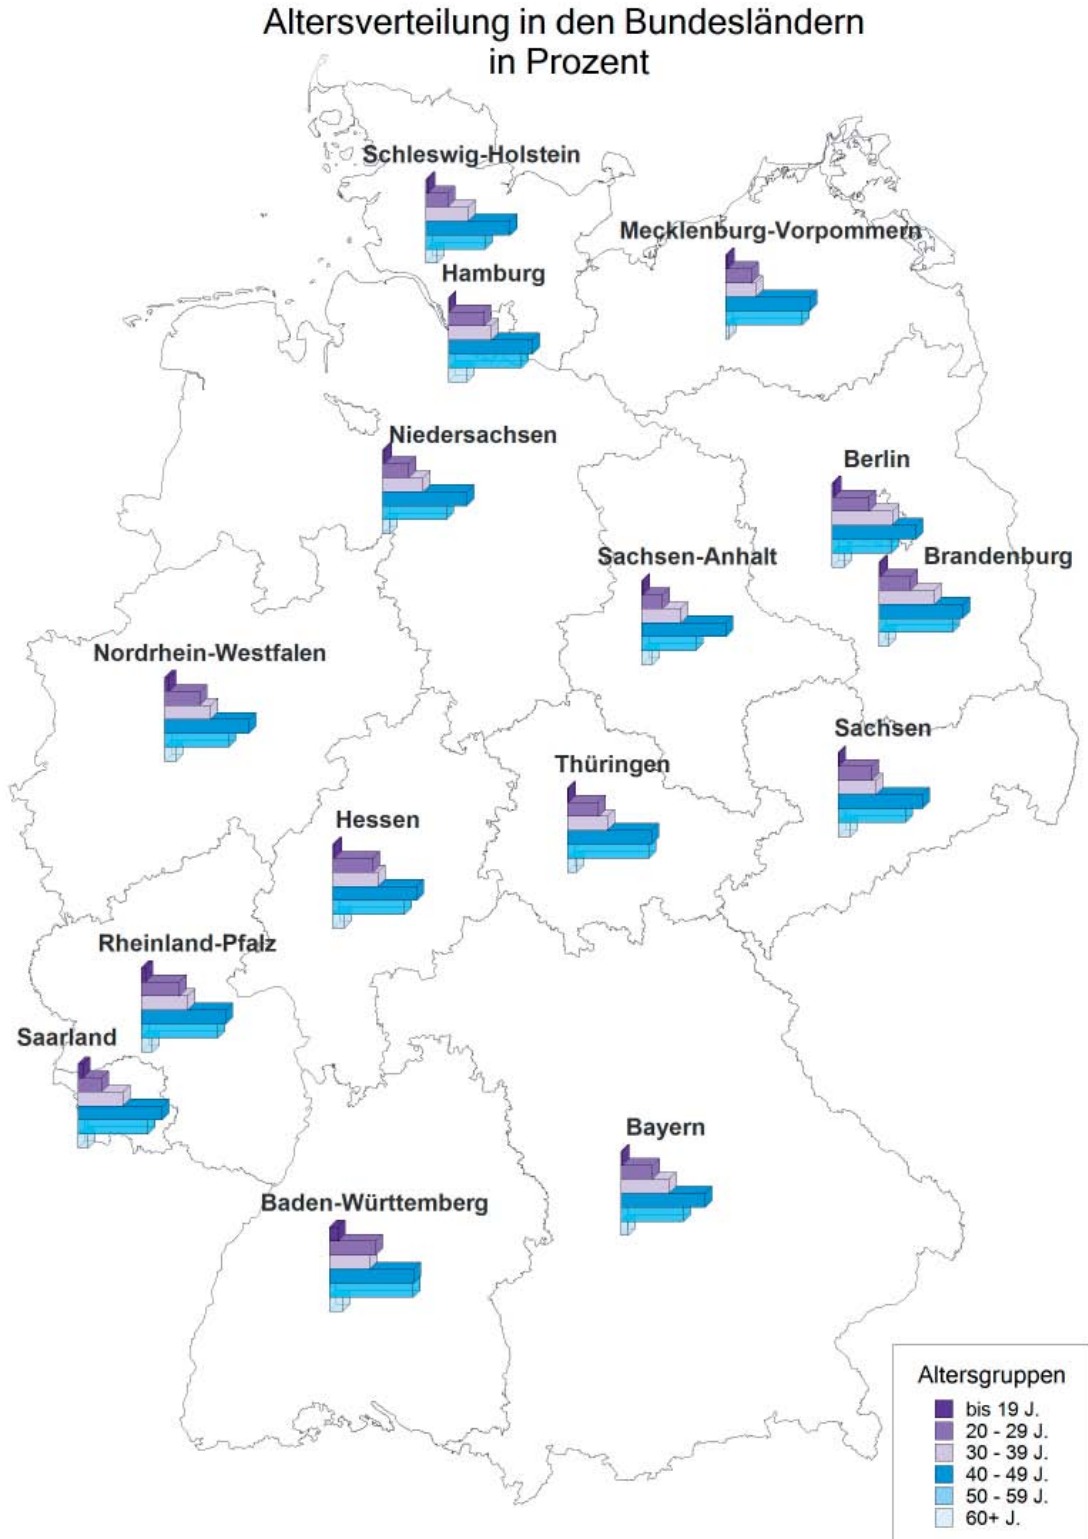 Altersverteilung in den Bundesländern
in Prozent
Schleswig-Holstein
Mecklenburg-Vorpommern
Hamburg
Niedersachsen
Berlin
Sachsen-Anhalt
Brandenburg
Nordrhein-Westfalen
Sachsen
Thüringen
Hessen
Rheinland-Pfalz
Saarland
Bayern
Baden-Württemberg
Altersgruppen
bis 19 J.
20 - 29 J.
30 - 39 J.
40 - 49 J.
50 - 59 J.
60+ J.